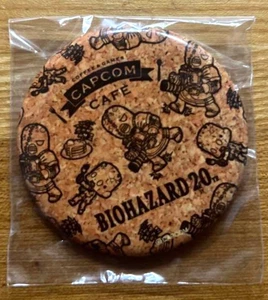 COFFEE & GAMES
CAPCOM
CAFE
BIOHAZARD 20th